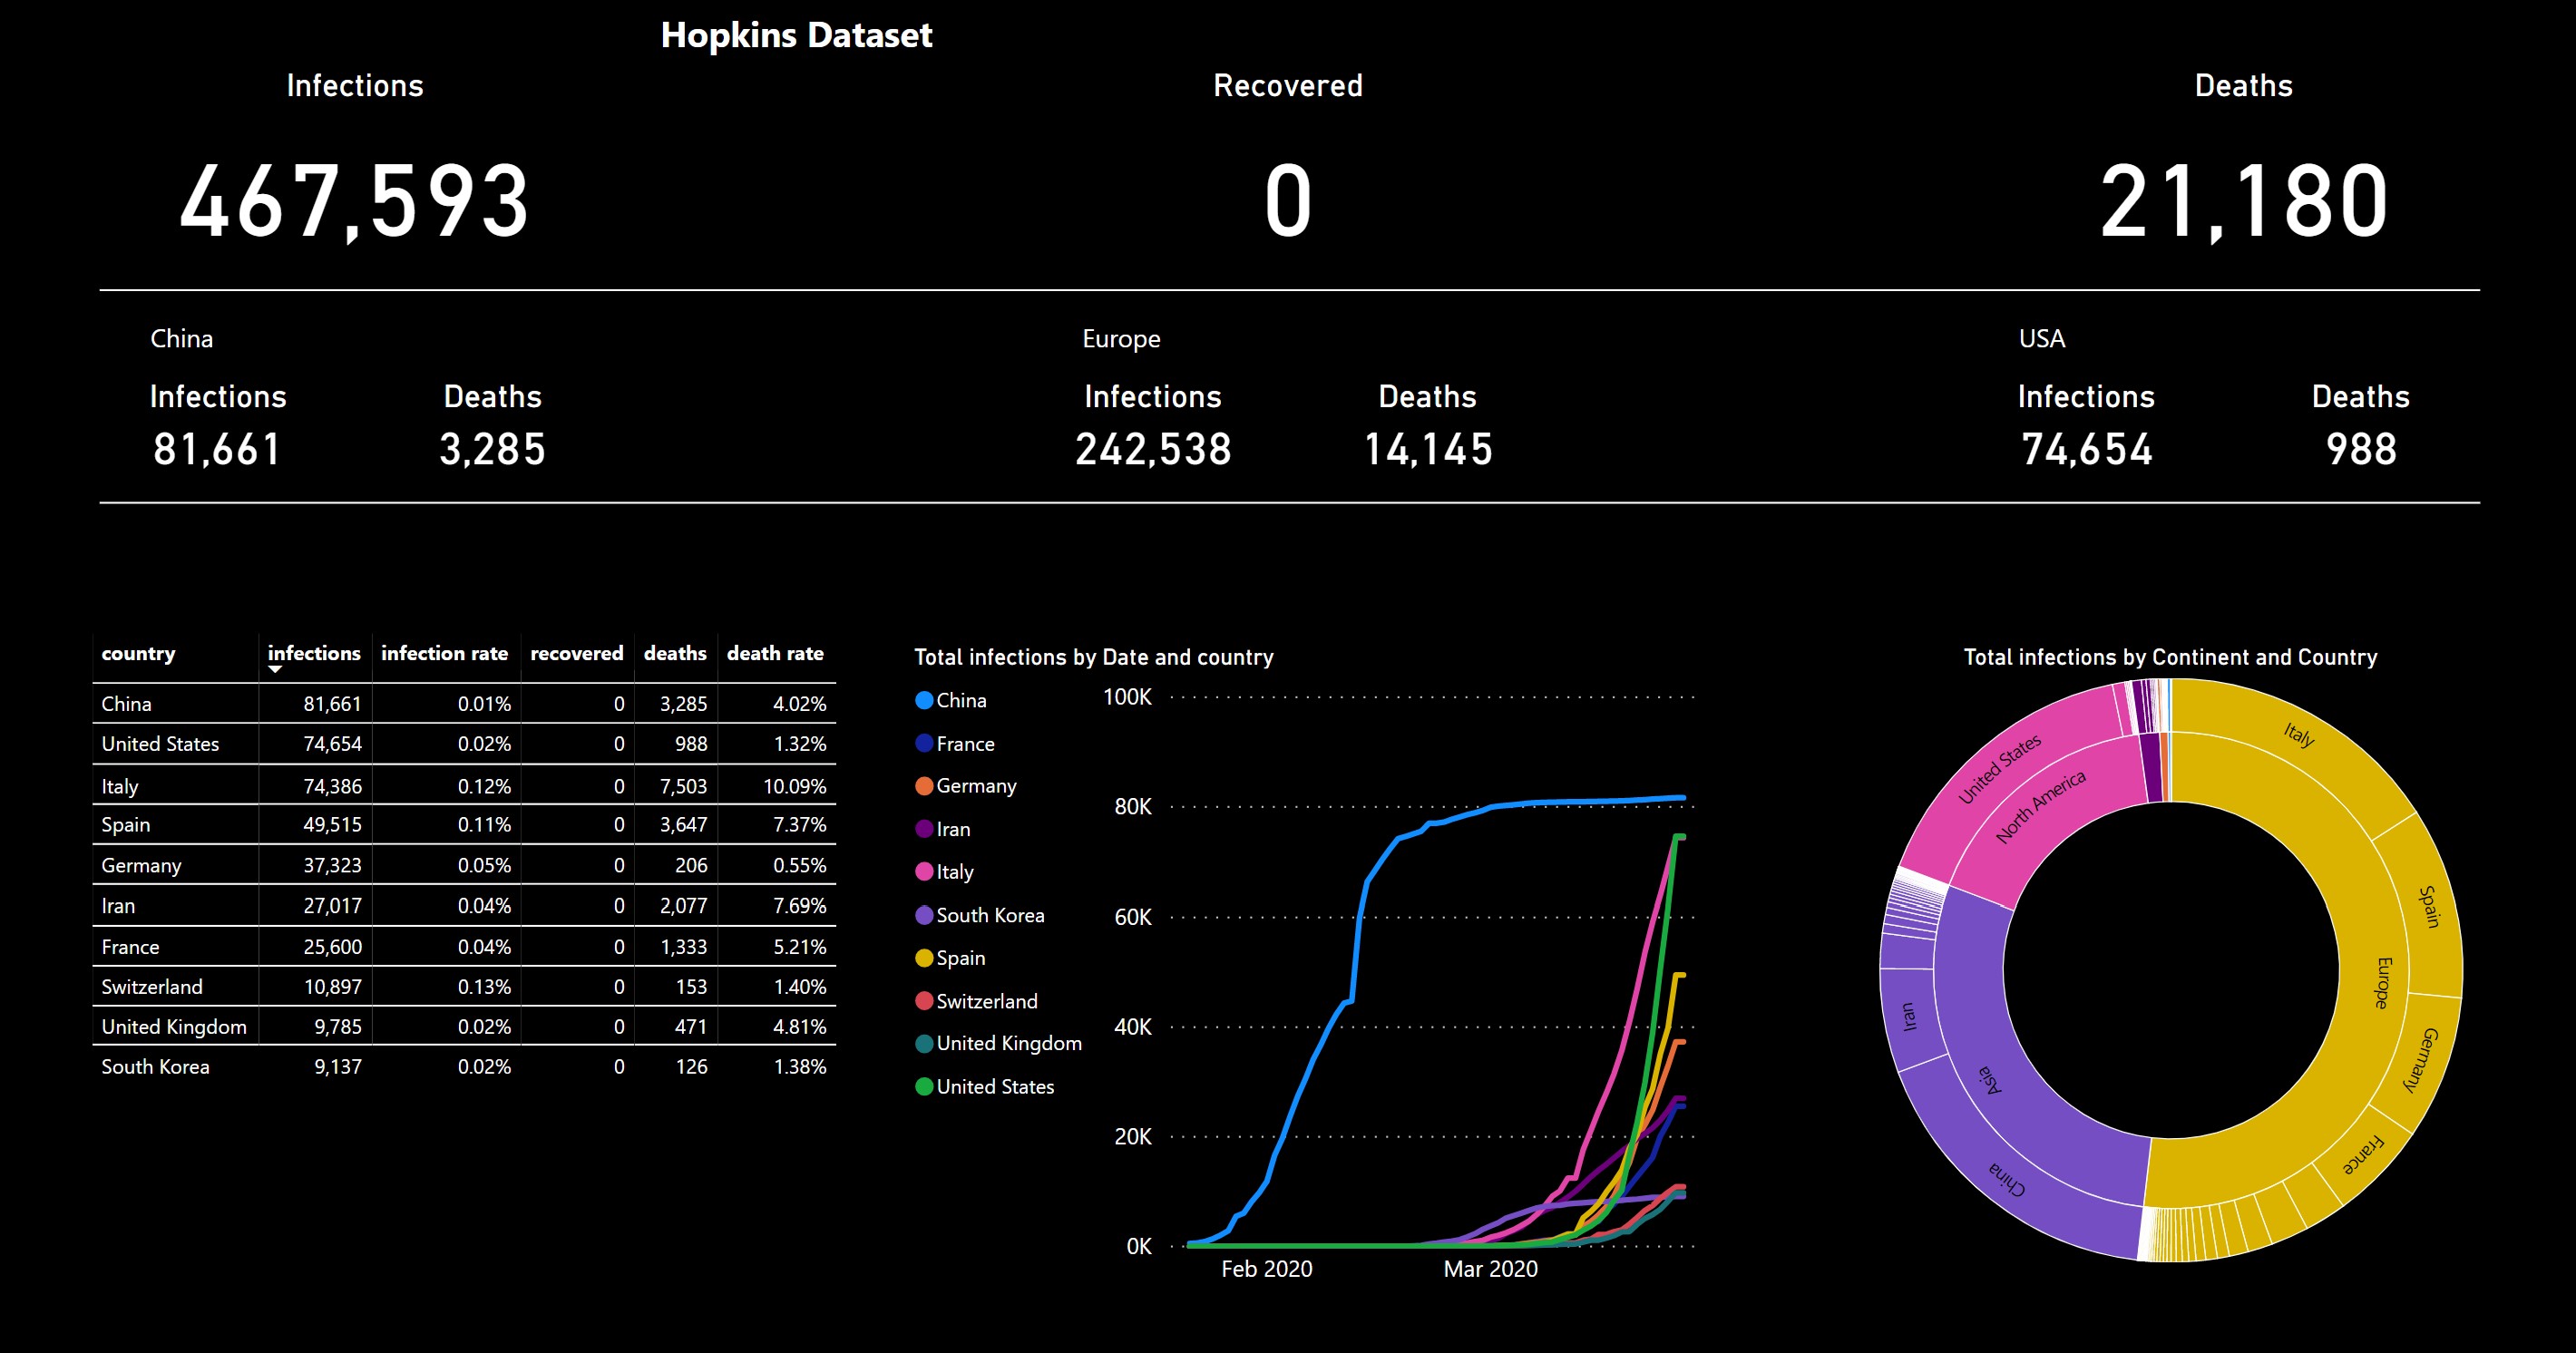 Hopkins Dataset
Infections Recovered Deaths
467,593 0 21,180
China Europe USA
Infections Deaths Infections Deaths Infections Deaths
81,661 3,285 242,538 14,145 74,654 988
country infections infection rate recovered deaths death rate
China 81,661 0.01% 0 3,285 4.02%
United States 74,654 0.02% 0 988 1.32%
Italy 74,386 0.12% 0 7,503 10.09%
Spain 49,515 0.11% 0 3,647 7.37%
Germany 37,323 0.05% 0 206 0.55%
Iran 27,017 0.04% 0 2,077 7.69%
France 25,600 0.04% 0 1,333 5.21%
Switzerland 10,897 0.13% 0 153 1.40%
United Kingdom 9,785 0.02% 0 471 4.81%
South Korea 9,137 0.02% 0 126 1.38%
Total infections by Date and country
China
France
Germany
Iran
Italy
South Korea
Spain
Switzerland
United Kingdom
United States
100K
80K
60K
40K
20K
0K
Feb 2020 Mar 2020
Total infections by Continent and Country
Italy
Spain
Germany
France
Europe
China
Iran
Asia
United States
North America